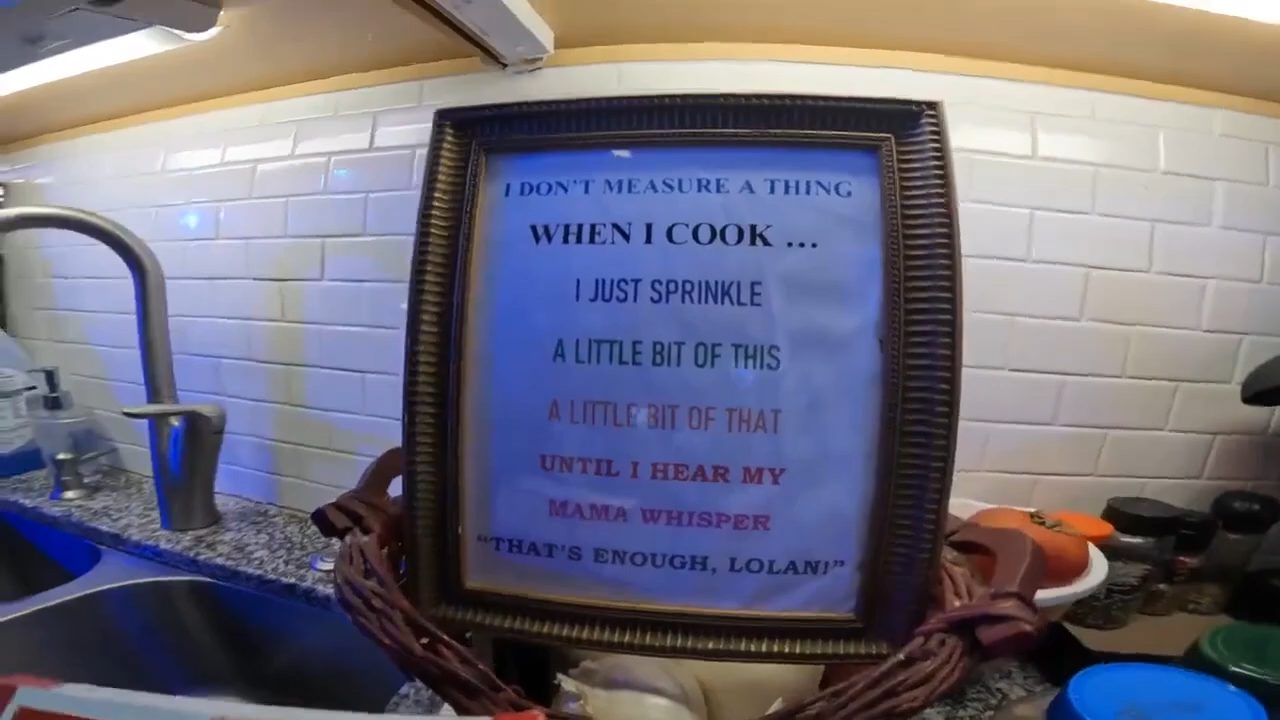 I DON'T MEASURE A THING
WHEN I COOK ...
I JUST SPRINKLE
A LITTLE BIT OF THIS
A LITTLE BIT OF THAT
UNTIL I HEAR MY
MAMA WHISPER
“THAT'S ENOUGH, LOLAN!”